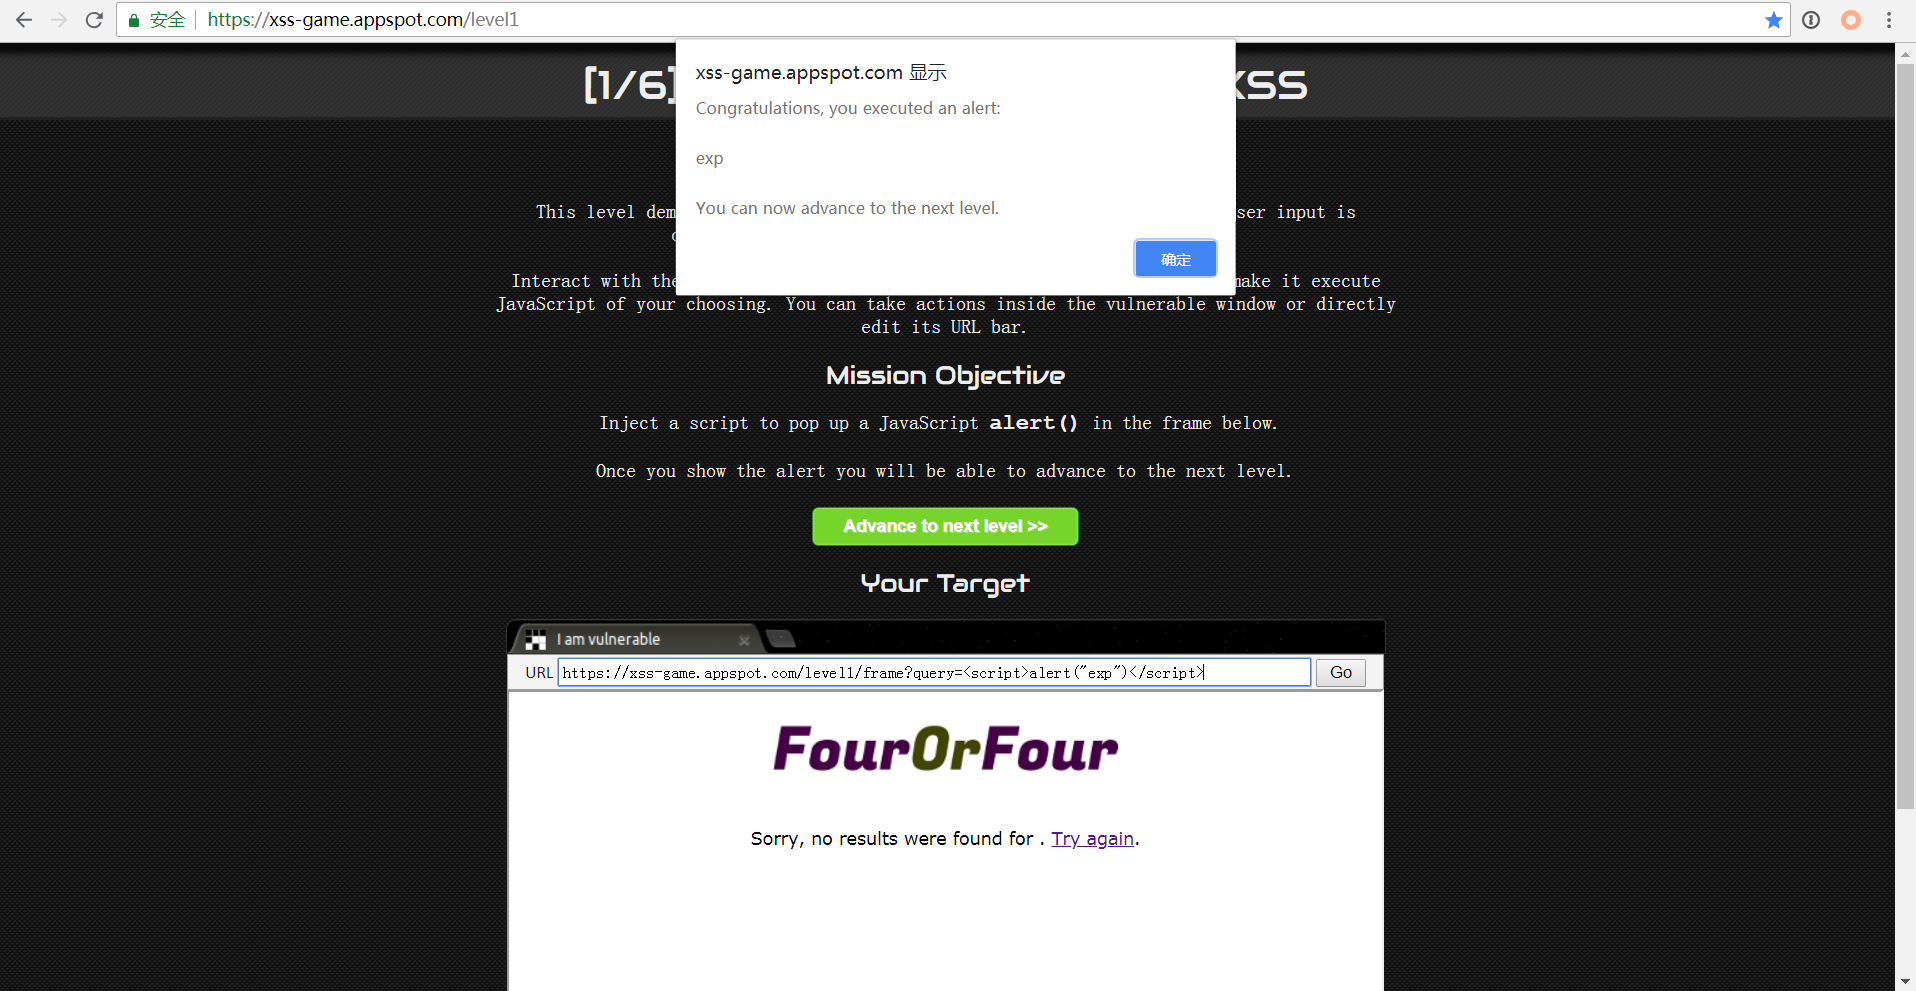 安全 https://xss-game.appspot.com/level1
[1/6] XSS
xss-game.appspot.com 显示
Congratulations, you executed an alert:
exp
You can now advance to the next level.
确定
This level dem ser input is
Interact with the make it execute
JavaScript of your choosing. You can take actions inside the vulnerable window or directly
edit its URL bar.
Mission Objective
Inject a script to pop up a JavaScript alert() in the frame below.
Once you show the alert you will be able to advance to the next level.
Advance to next level >>
Your Target
I am vulnerable
URL https://xss-game.appspot.com/level1/frame?query=<script>alert("exp")</script> Go
FourOrFour
Sorry, no results were found for . Try again.